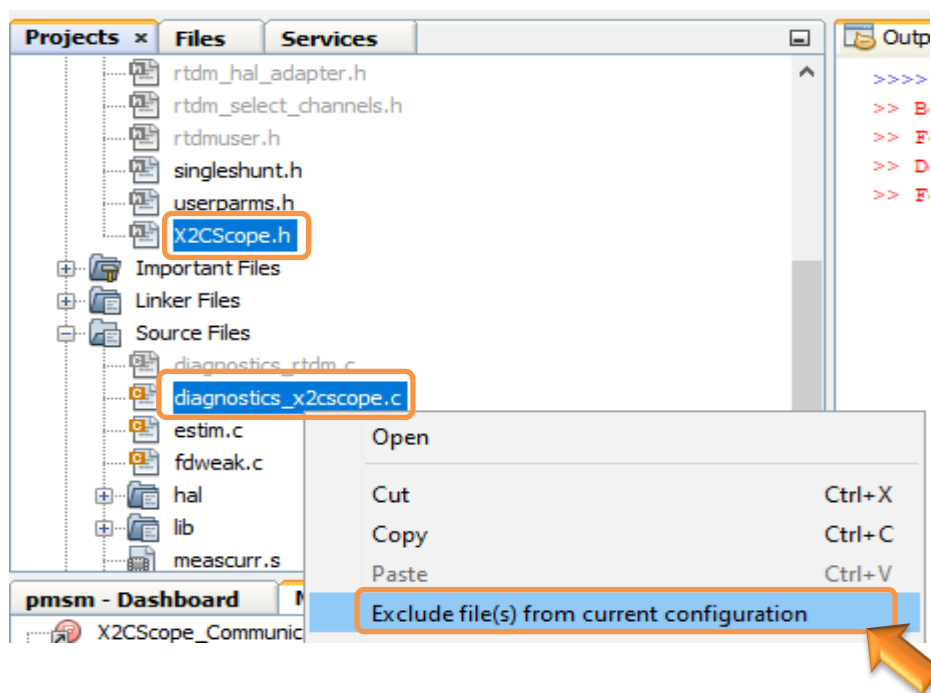 Projects × Files Services
rtdm_hal_adapter.h
rtdm_select_channels.h
rtdmuser.h
singleshunt.h
userparms.h
X2CScope.h
Important Files
Linker Files
Source Files
diagnostics_rtdm.c
diagnostics_x2cscope.c
estim.c
fdweak.c
hal
lib
meascurr.s
pmsm - Dashboard
X2CScope_Communic
Open
Cut Ctrl+X
Copy Ctrl+C
Paste Ctrl+V
Exclude file(s) from current configuration
Outp
>>>>
>>
>>
>>
>>